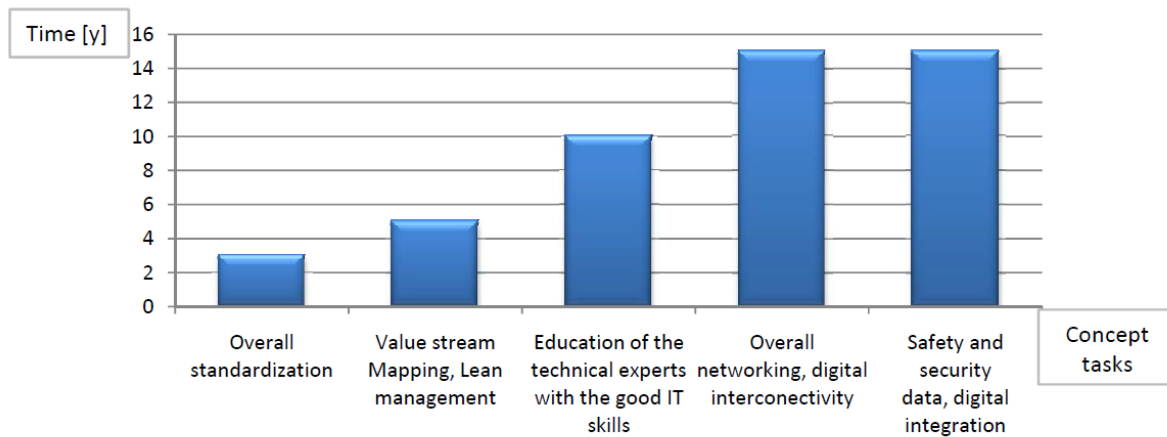 Time [y]
16
14
12
10
8
6
4
2
0
Overall
standardization
Value stream
Mapping, Lean
management
Education of the
technical experts
with the good IT
skills
Overall
networking, digital
interconectivity
Safety and
security
data, digital
integration
Concept
tasks